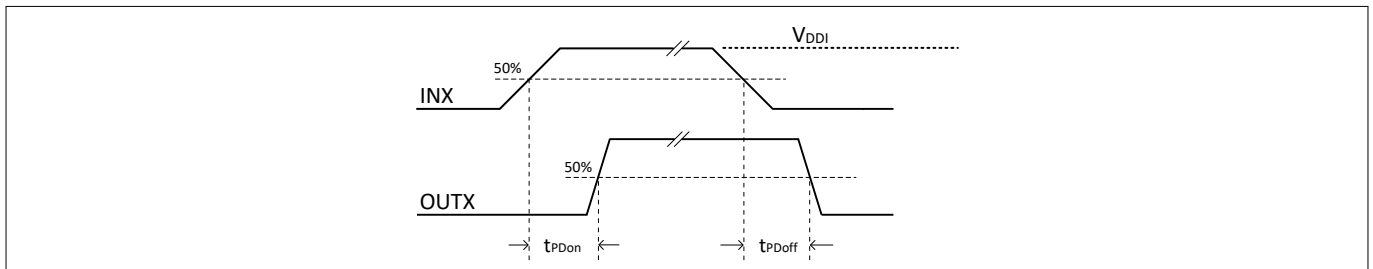 VDDI
50%
INX
50%
OUTX
tPDon
tPDoff